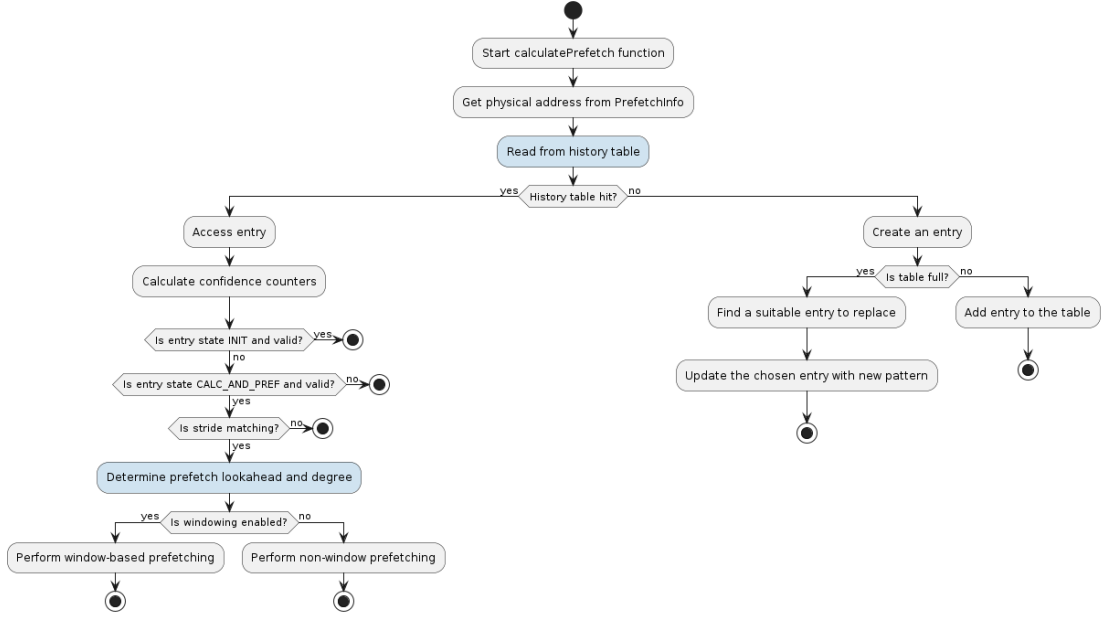 Start calculatePrefetch function
Get physical address from PrefetchInfo
Read from history table
yes
History table hit?
no
Access entry
Calculate confidence counters
Is entry state INIT and valid?
yes
no
Is entry state CALC_AND_PREF and valid?
no
yes
Is stride matching?
no
yes
Determine prefetch lookahead and degree
yes
Is windowing enabled?
no
Perform window-based prefetching
Perform non-window prefetching
Create an entry
yes
Is table full?
no
Find a suitable entry to replace
Update the chosen entry with new pattern
Add entry to the table